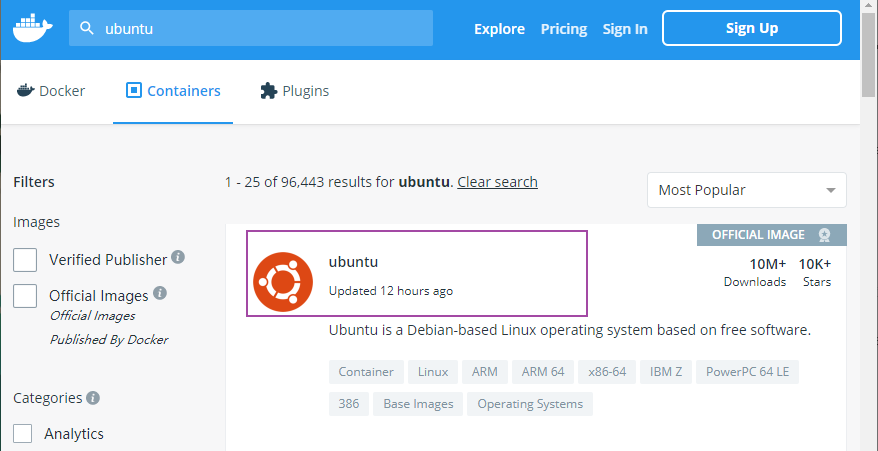 ubuntu
Explore Pricing Sign In Sign Up
Docker Containers Plugins
Filters
1 - 25 of 96,443 results for ubuntu. Clear search
Most Popular
Images
Verified Publisher
Official Images
Official Images
Published By Docker
Categories
Analytics
OFFICIAL IMAGE
ubuntu
Updated 12 hours ago
10M+ 10K+
Downloads Stars
Ubuntu is a Debian-based Linux operating system based on free software.
Container Linux ARM ARM 64 x86-64 IBM Z PowerPC 64 LE
386 Base Images Operating Systems